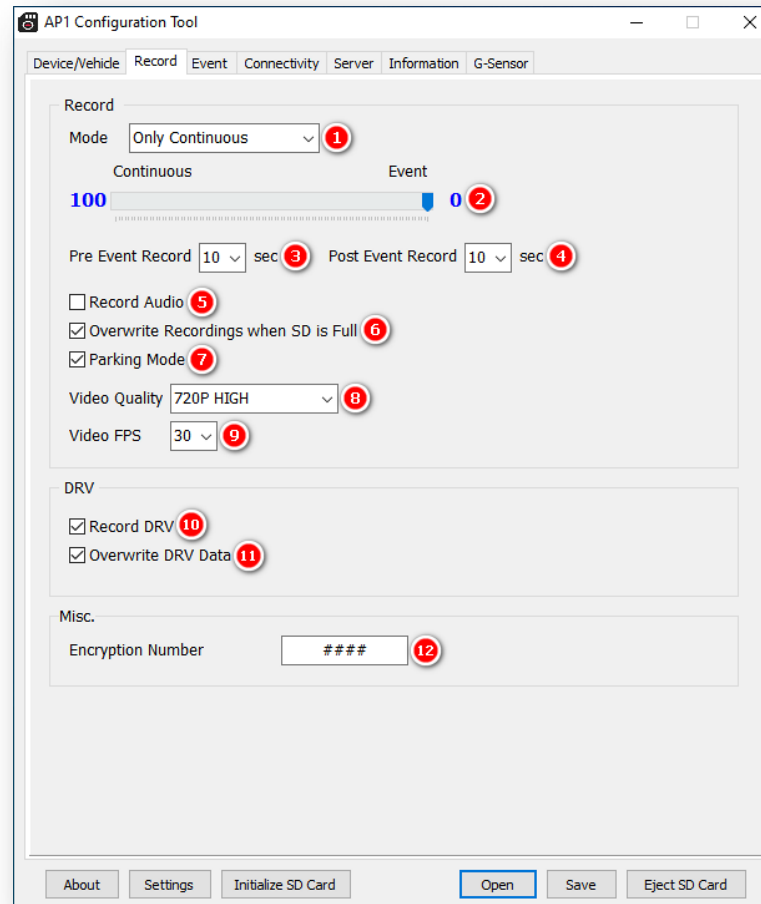 AP1 Configuration Tool
Device/Vehicle Record Event Connectivity Server Information G-Sensor
Record
Mode Only Continuous 1
Continuous Event
100 0 2
Pre Event Record 10 sec 3 Post Event Record 10 sec 4
Record Audio 5
Overwrite Recordings when SD is Full 6
Parking Mode 7
Video Quality 720P HIGH 8
Video FPS 30 9
DRV
Record DRV 10
Overwrite DRV Data 11
Misc.
Encryption Number #### 12
About Settings Initialize SD Card Open Save Eject SD Card